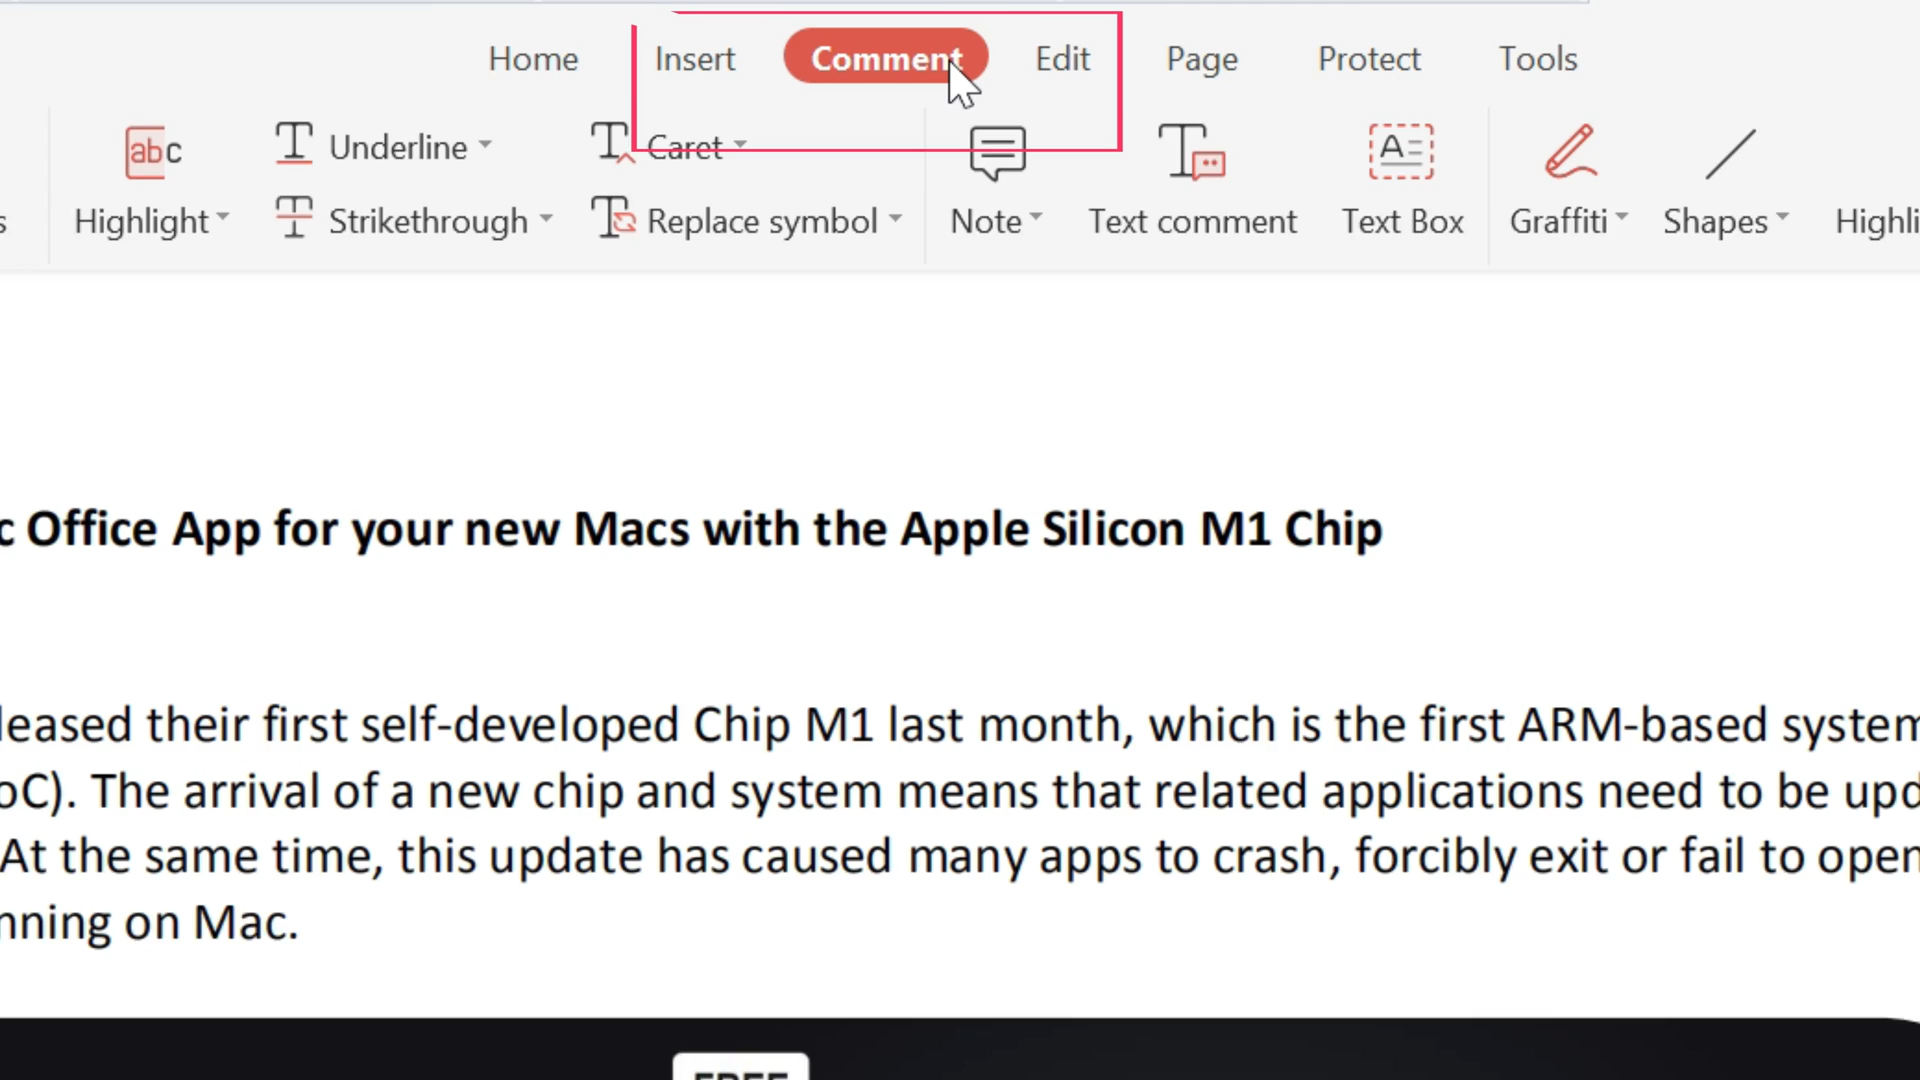 Home Insert Comment Edit Page Protect Tools
abc Underline Caret A
s Highlight Strikethrough Replace symbol Note Text comment Text Box Graffiti Shapes Highli
c Office App for your new Macs with the Apple Silicon M1 Chip
leased their first self-developed Chip M1 last month, which is the first ARM-based system
oC). The arrival of a new chip and system means that related applications need to be upd
At the same time, this update has caused many apps to crash, forcibly exit or fail to open
nning on Mac.
FREE